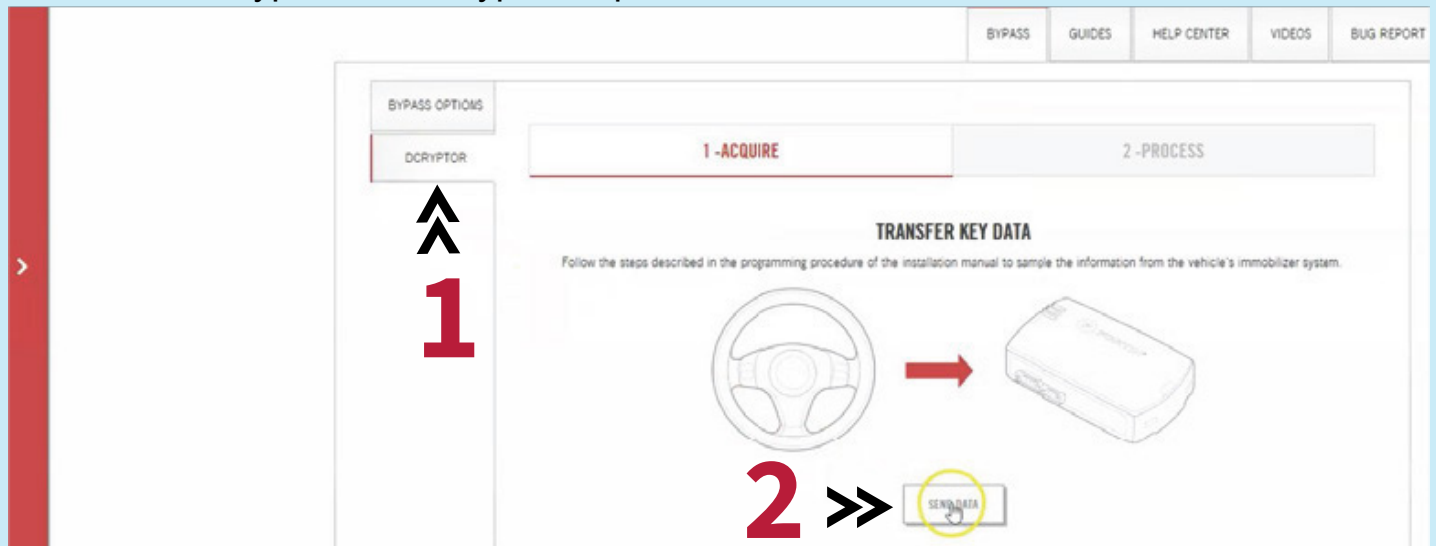 BYPASS GUIDES HELP CENTER VIDEOS BUG REPORT
BYPASS OPTIONS
DCRYPTOR
1 -ACQUIRE 2 -PROCESS
TRANSFER KEY DATA
Follow the steps described in the programming procedure of the installation manual to sample the information from the vehicle's immobilizer system.
1
2
SEND DATA